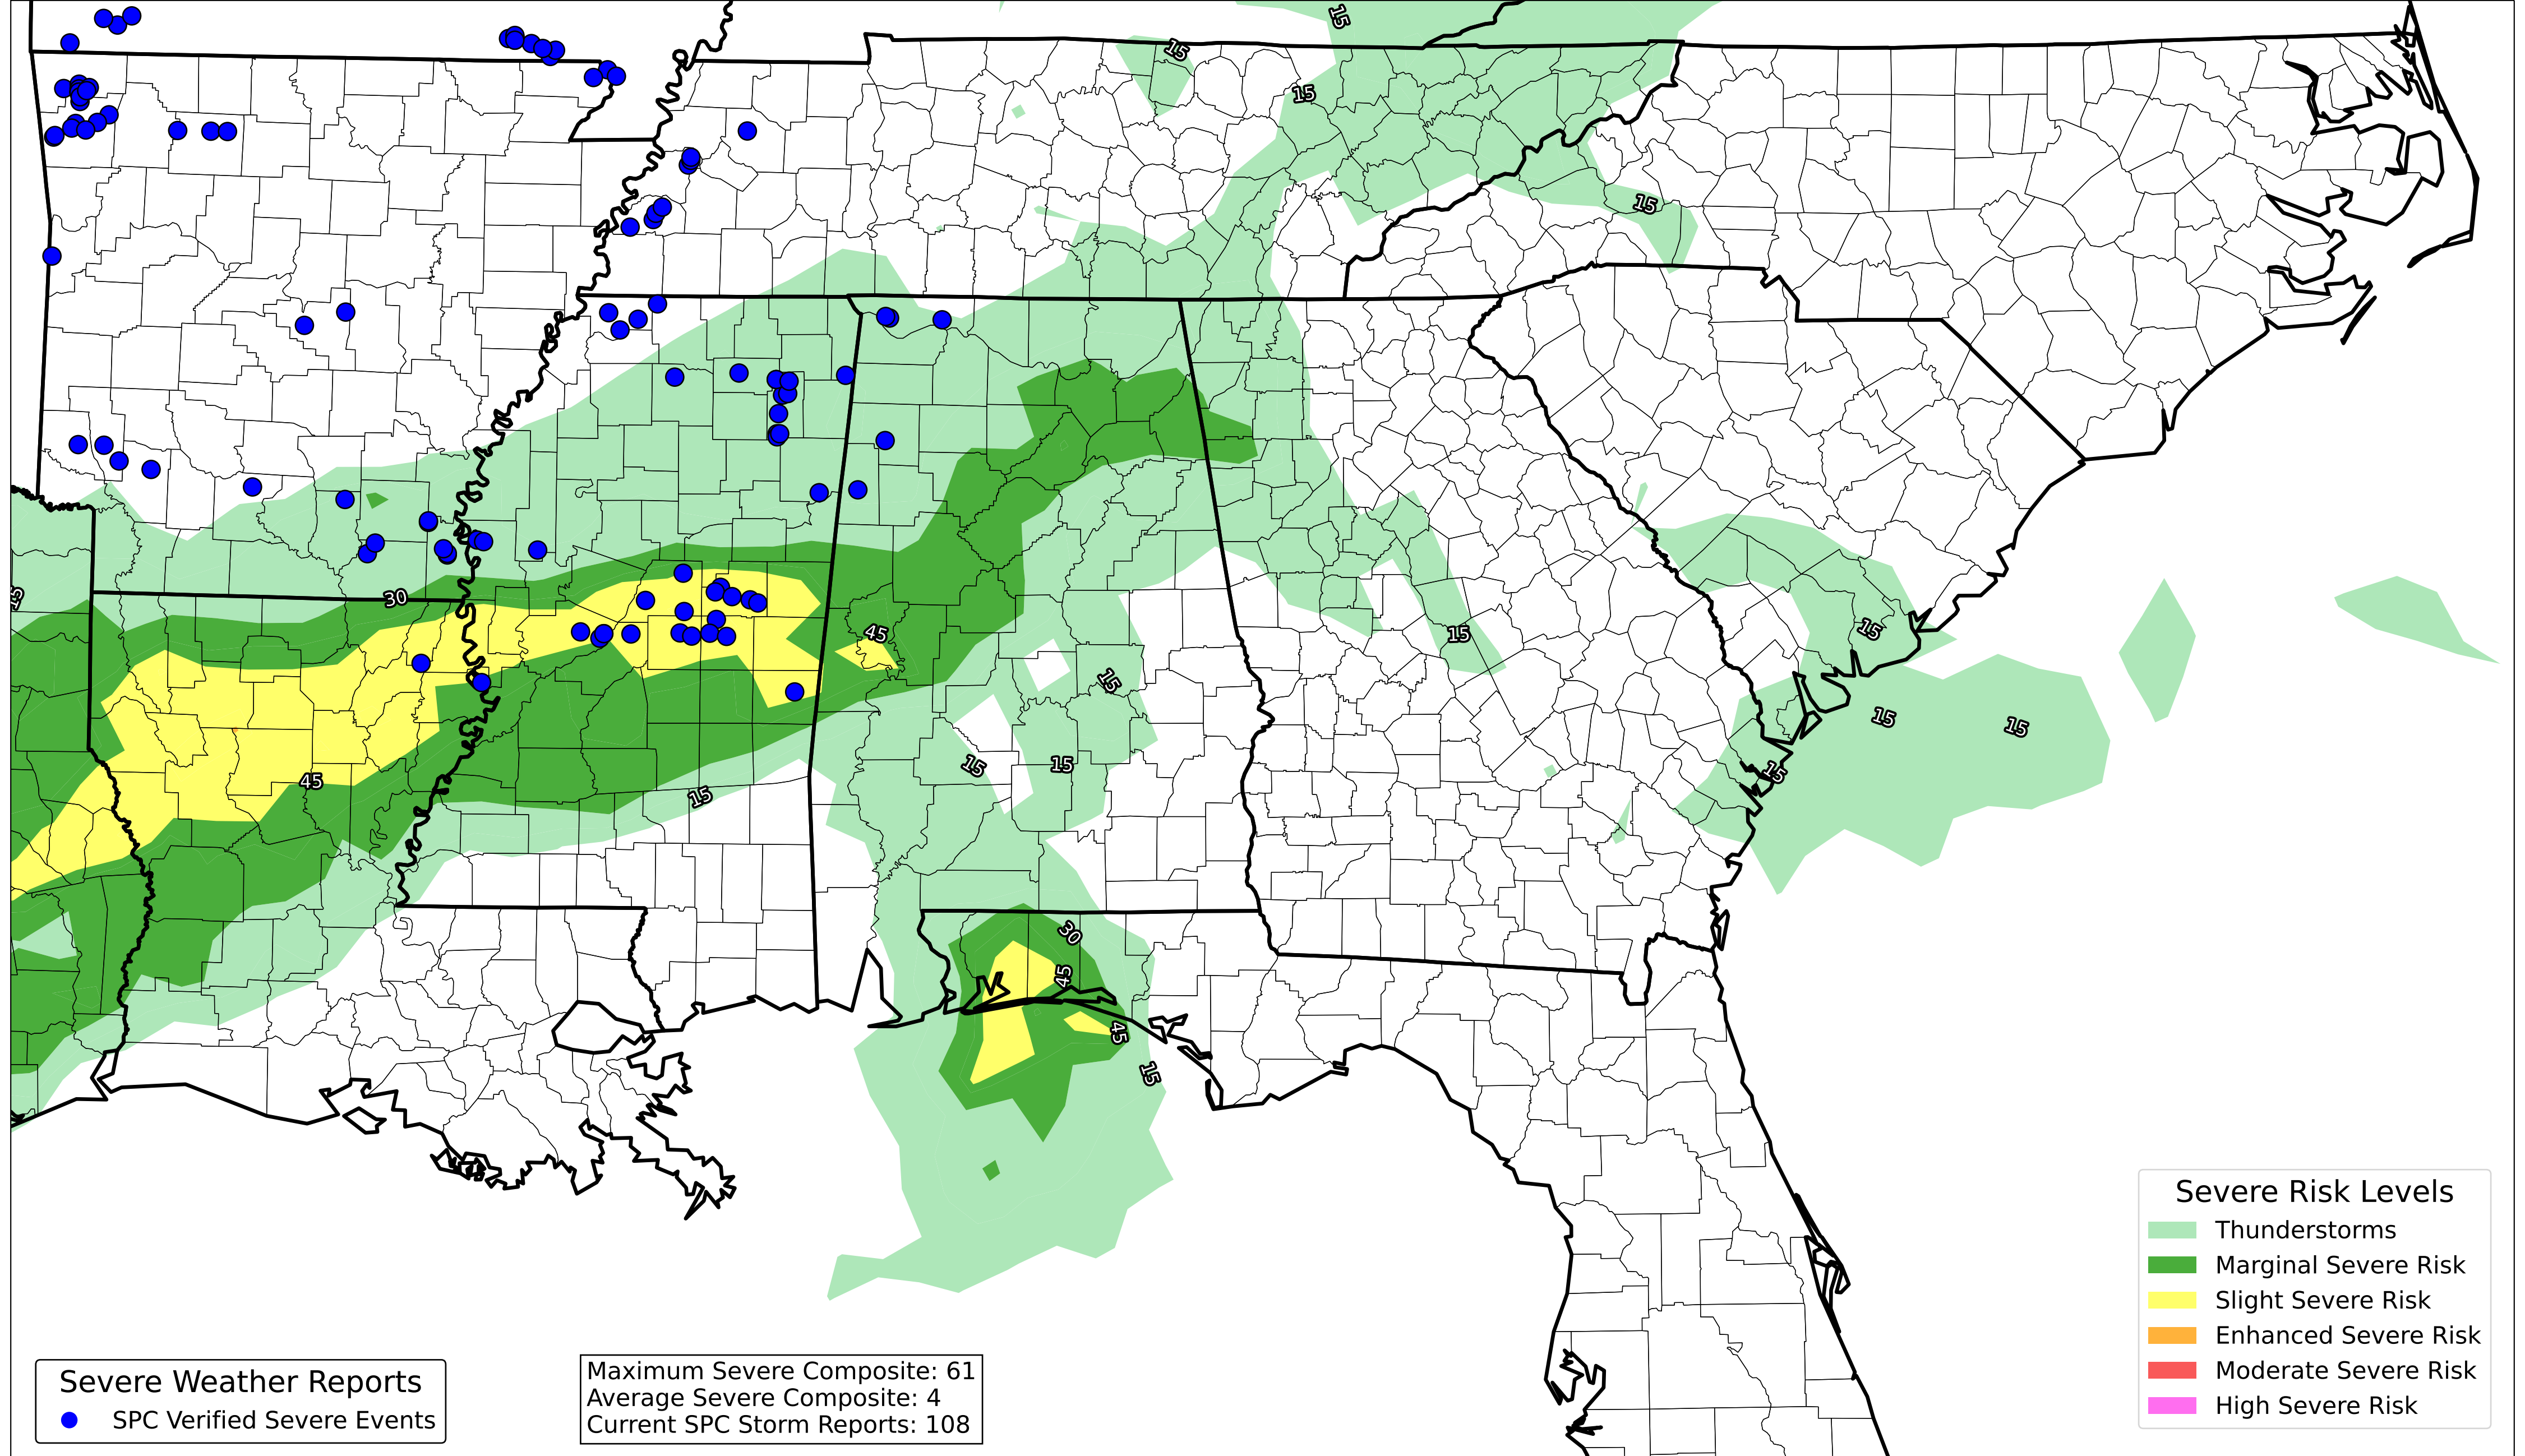 15
15
15
15
45
30
45
15
15
15
15
15
15
15
15
45
15
30
45
45
15
Severe Risk Levels
Thunderstorms
Marginal Severe Risk
Slight Severe Risk
Enhanced Severe Risk
Moderate Severe Risk
High Severe Risk
Severe Weather Reports
SPC Verified Severe Events
Maximum Severe Composite: 61
Average Severe Composite: 4
Current SPC Storm Reports: 108